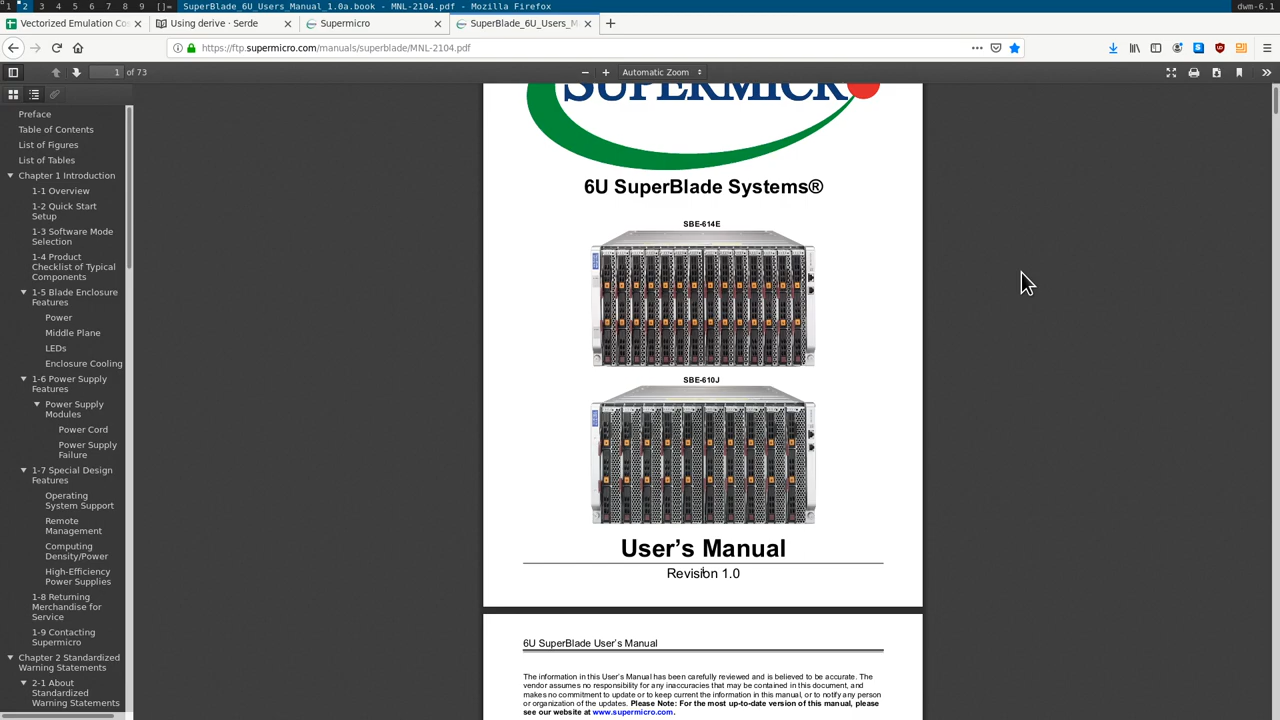 1 2 3 4 5 6 7 8 9 []= SuperBlade_6U_Users_Manual_1.0a.book - MNL-2104.pdf - Mozilla Firefox dwm-6.1
Vectorized Emulation Co
Using derive · Serde
Supermicro
SuperBlade_6U_Users_M
https://ftp.supermicro.com/manuals/superblade/MNL-2104.pdf
1 of 73
Automatic Zoom
Preface
Table of Contents
List of Figures
List of Tables
Chapter 1 Introduction
1-1 Overview
1-2 Quick Start
Setup
1-3 Software Mode
Selection
1-4 Product
Checklist of Typical
Components
1-5 Blade Enclosure
Features
Power
Middle Plane
LEDs
Enclosure Cooling
1-6 Power Supply
Features
Power Supply
Modules
Power Cord
Power Supply
Failure
1-7 Special Design
Features
Operating
System Support
Remote
Management
Computing
Density/Power
High-Efficiency
Power Supplies
1-8 Returning
Merchandise for
Service
1-9 Contacting
Supermicro
Chapter 2 Standardized
Warning Statements
2-1 About
Standardized
Warning Statements
SUPERMICR
6U SuperBlade Systems®
SBE-614E
SBE-610J
User's Manual
Revision 1.0
6U SuperBlade User's Manual
The information in this User's Manual has been carefully reviewed and is believed to be accurate. The
vendor assumes no responsibility for any inaccuracies that may be contained in this document, and
makes no commitment to update or to keep current the information in this manual, or to notify any person
or organization of the updates. Please Note: For the most up-to-date version of this manual, please
see our website at www.supermicro.com.